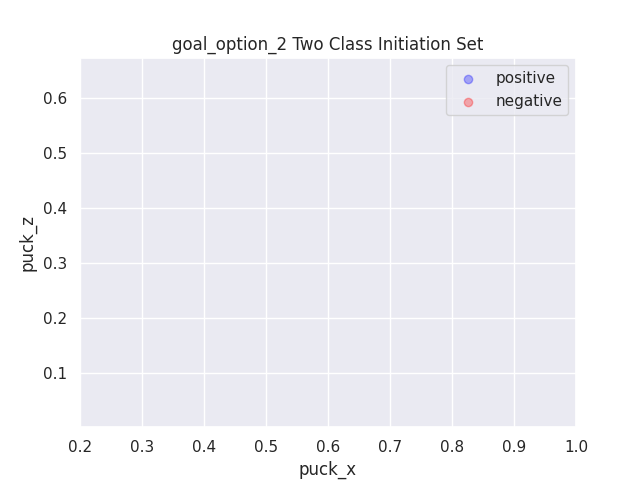 goal_option_2 Two Class Initiation Set
positive
negative
0.6
0.5
0.4
0.3
0.2
0.1
puck_z
0.2 0.3 0.4 0.5 0.6 0.7 0.8 0.9 1.0
puck_x